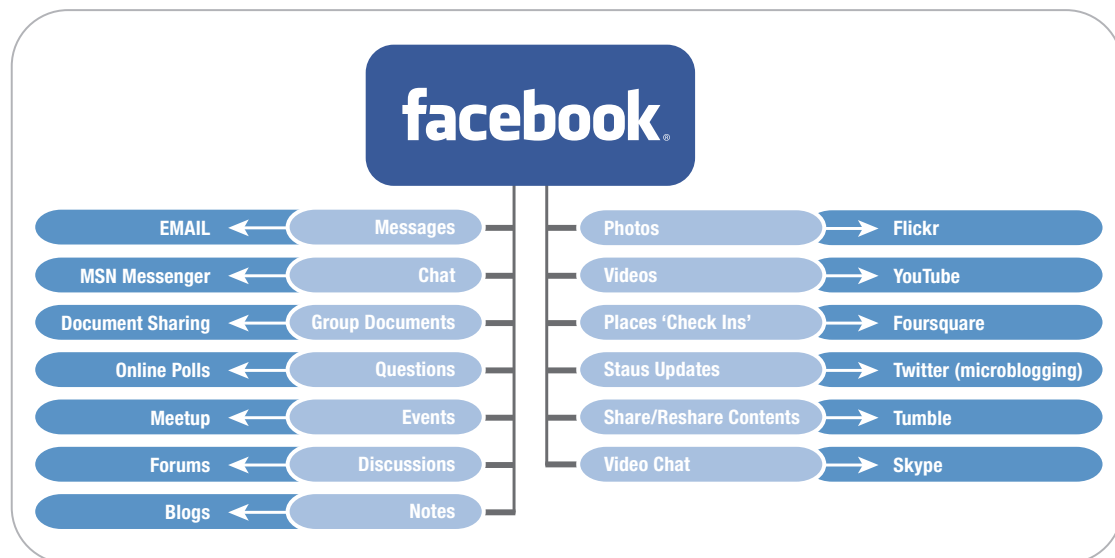 facebook®
EMAIL
Messages
MSN Messenger
Chat
Document Sharing
Group Documents
Online Polls
Questions
Meetup
Events
Forums
Discussions
Blogs
Notes
Photos
Flickr
Videos
YouTube
Places ‘Check Ins’
Foursquare
Staus Updates
Twitter (microblogging)
Share/Reshare Contents
Tumble
Video Chat
Skype